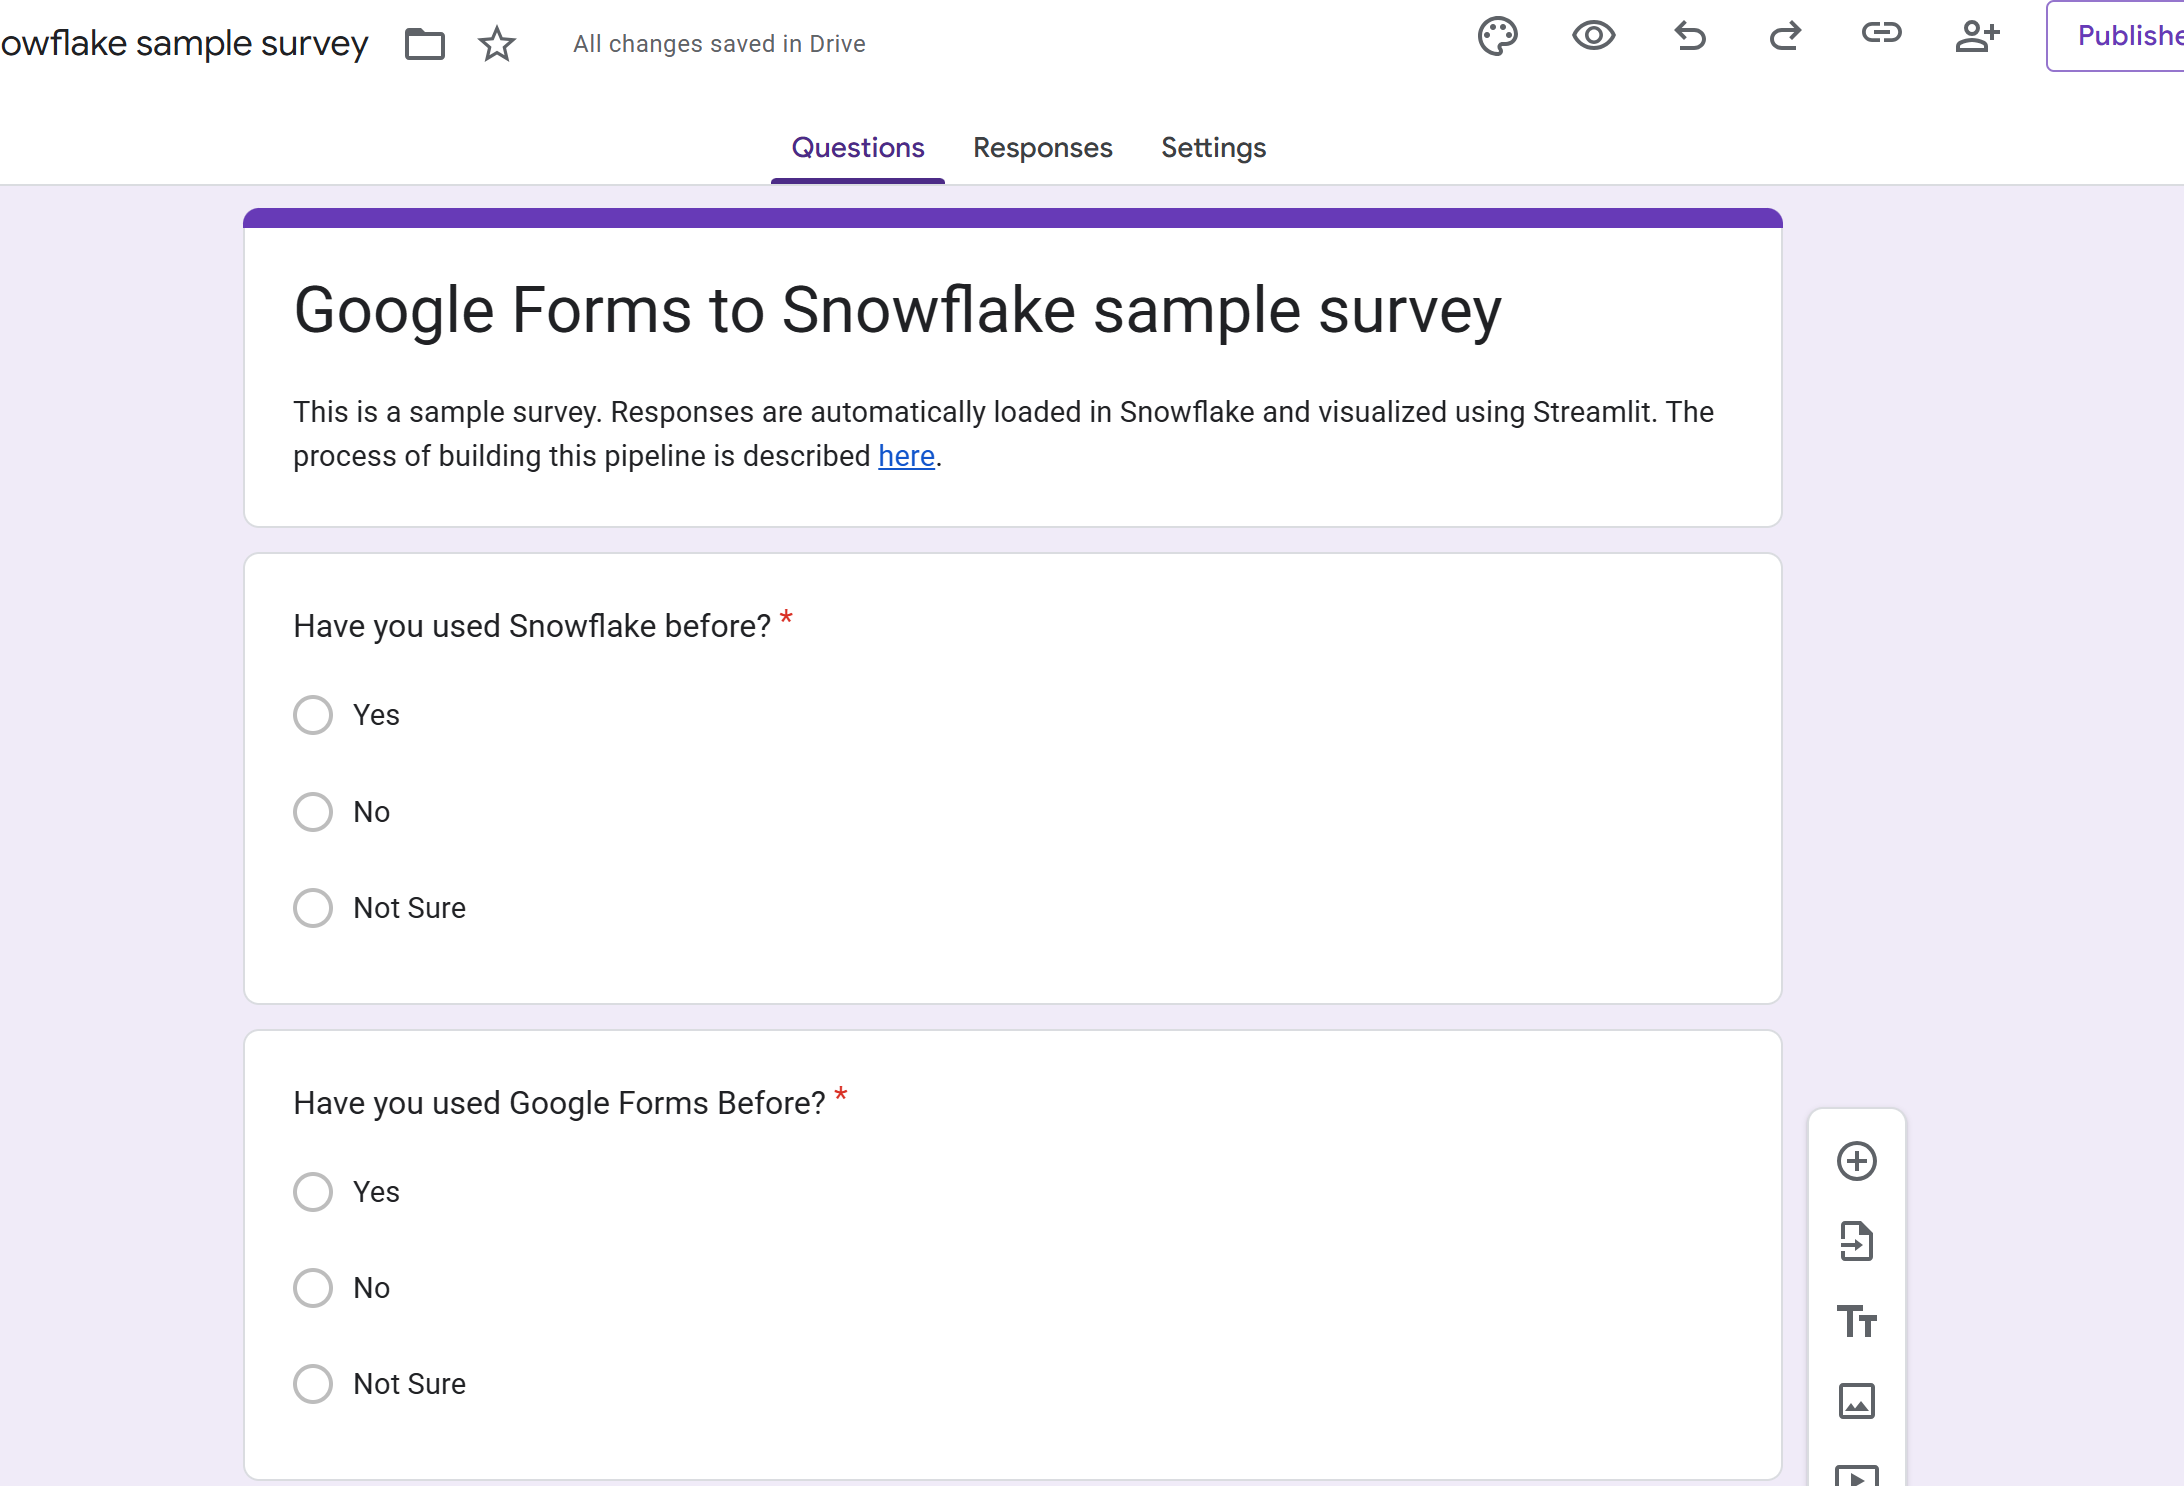 owflake sample survey All changes saved in Drive
Questions Responses Settings
Google Forms to Snowflake sample survey
This is a sample survey. Responses are automatically loaded in Snowflake and visualized using Streamlit. The
process of building this pipeline is described here.
Have you used Snowflake before? *
Yes
No
Not Sure
Have you used Google Forms Before? *
Yes
No
Not Sure